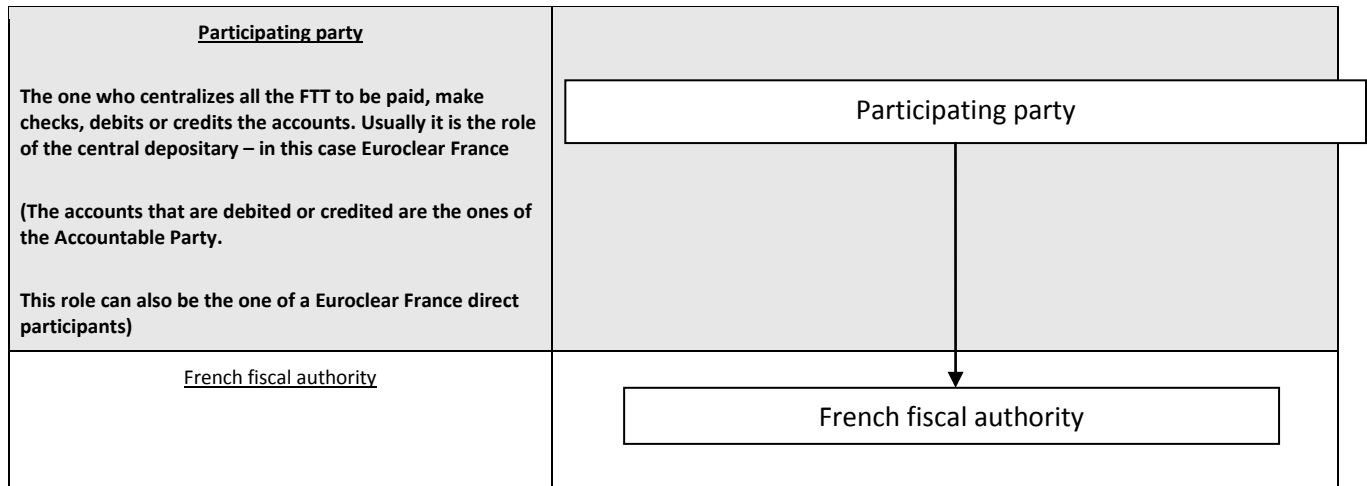 Participating party
The one who centralizes all the FTT to be paid, make
checks, debits or credits the accounts. Usually it is the role
of the central depositary – in this case Euroclear France
(The accounts that are debited or credited are the ones of
the Accountable Party.
This role can also be the one of a Euroclear France direct
participants)
Participating party
French fiscal authority
French fiscal authority